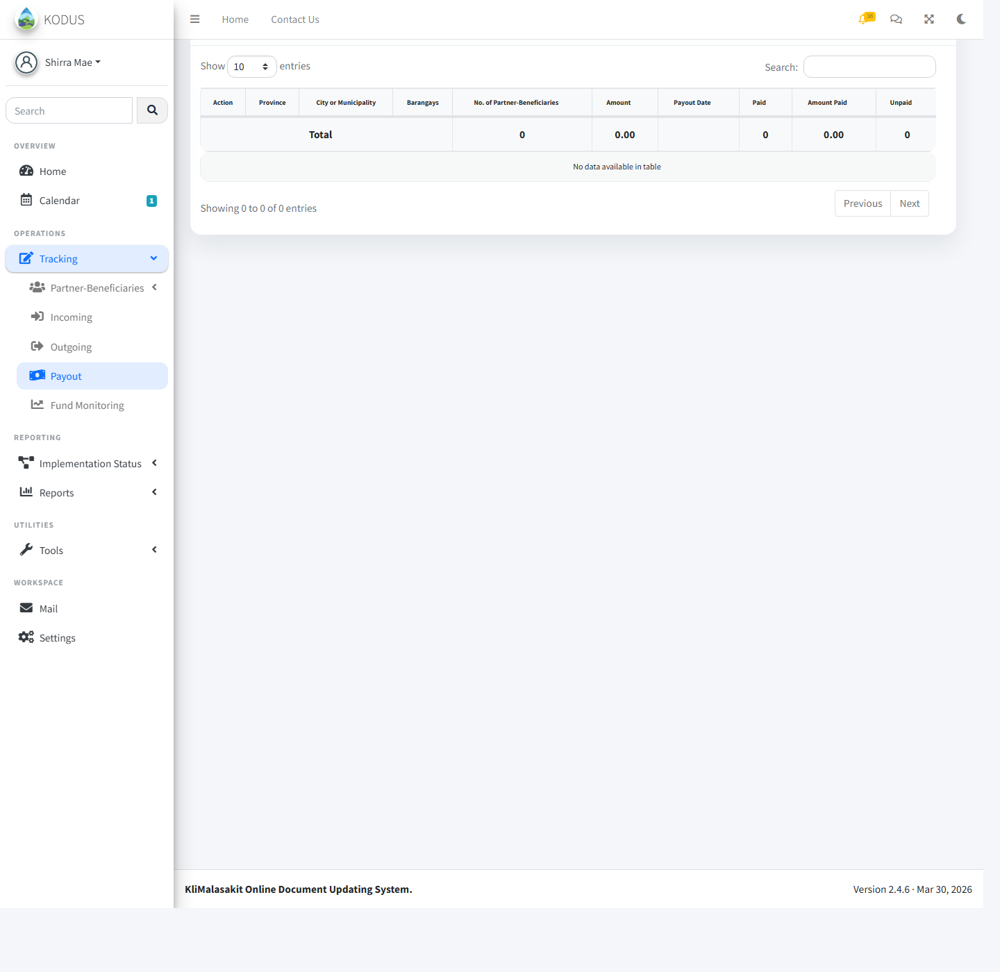 KODUS
Home
Contact Us
38
Shirra Mae
Search
OVERVIEW
Home
Calendar
1
OPERATIONS
Tracking
Partner-Beneficiaries
Incoming
Outgoing
Payout
Fund Monitoring
REPORTING
Implementation Status
Reports
UTILITIES
Tools
WORKSPACE
Mail
Settings
Show 10 entries
Search:
Action Province City or Municipality Barangays No. of Partner-Beneficiaries Amount Payout Date Paid Amount Paid Unpaid
Total 0 0.00 0 0.00 0
No data available in table
Showing 0 to 0 of 0 entries
Previous Next
KliMalasakit Online Document Updating System.
Version 2.4.6 · Mar 30, 2026